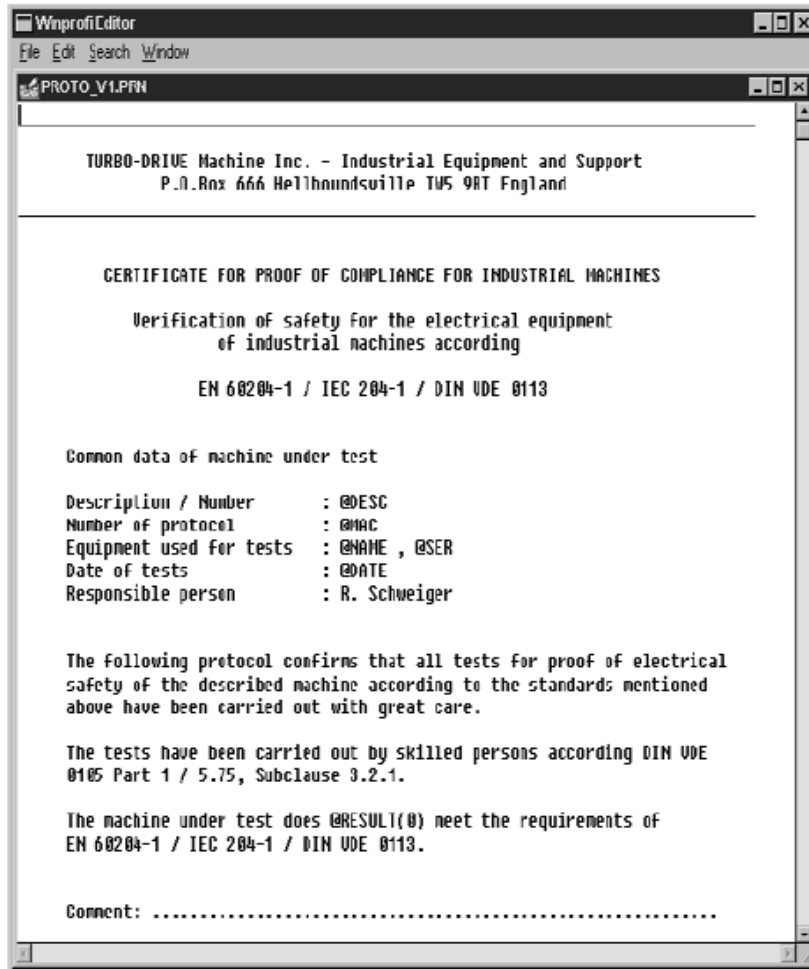 WinprofiEditor
File Edit Search Window
PROTO_V1.PRN
TURBO-DRIVE Machine Inc. - Industrial Equipment and Support
P.O.Box 666 Hellhoundsville TW5 9AT England
CERTIFICATE FOR PROOF OF COMPLIANCE FOR INDUSTRIAL MACHINES
Verification of safety for the electrical equipment
of industrial machines according
EN 60204-1 / IEC 204-1 / DIN VDE 0113
Common data of machine under test
Description / Number : @DESC
Number of protocol : @MAC
Equipment used for tests : @NAME , @SER
Date of tests : @DATE
Responsible person : R. Schweiger
The following protocol confirms that all tests for proof of electrical
safety of the described machine according to the standards mentioned
above have been carried out with great care.
The tests have been carried out by skilled persons according DIN VDE
0105 Part 1 / 5.75, Subclause 3.2.1.
The machine under test does @RESULT(0) meet the requirements of
EN 60204-1 / IEC 204-1 / DIN VDE 0113.
Comment: ............................................................